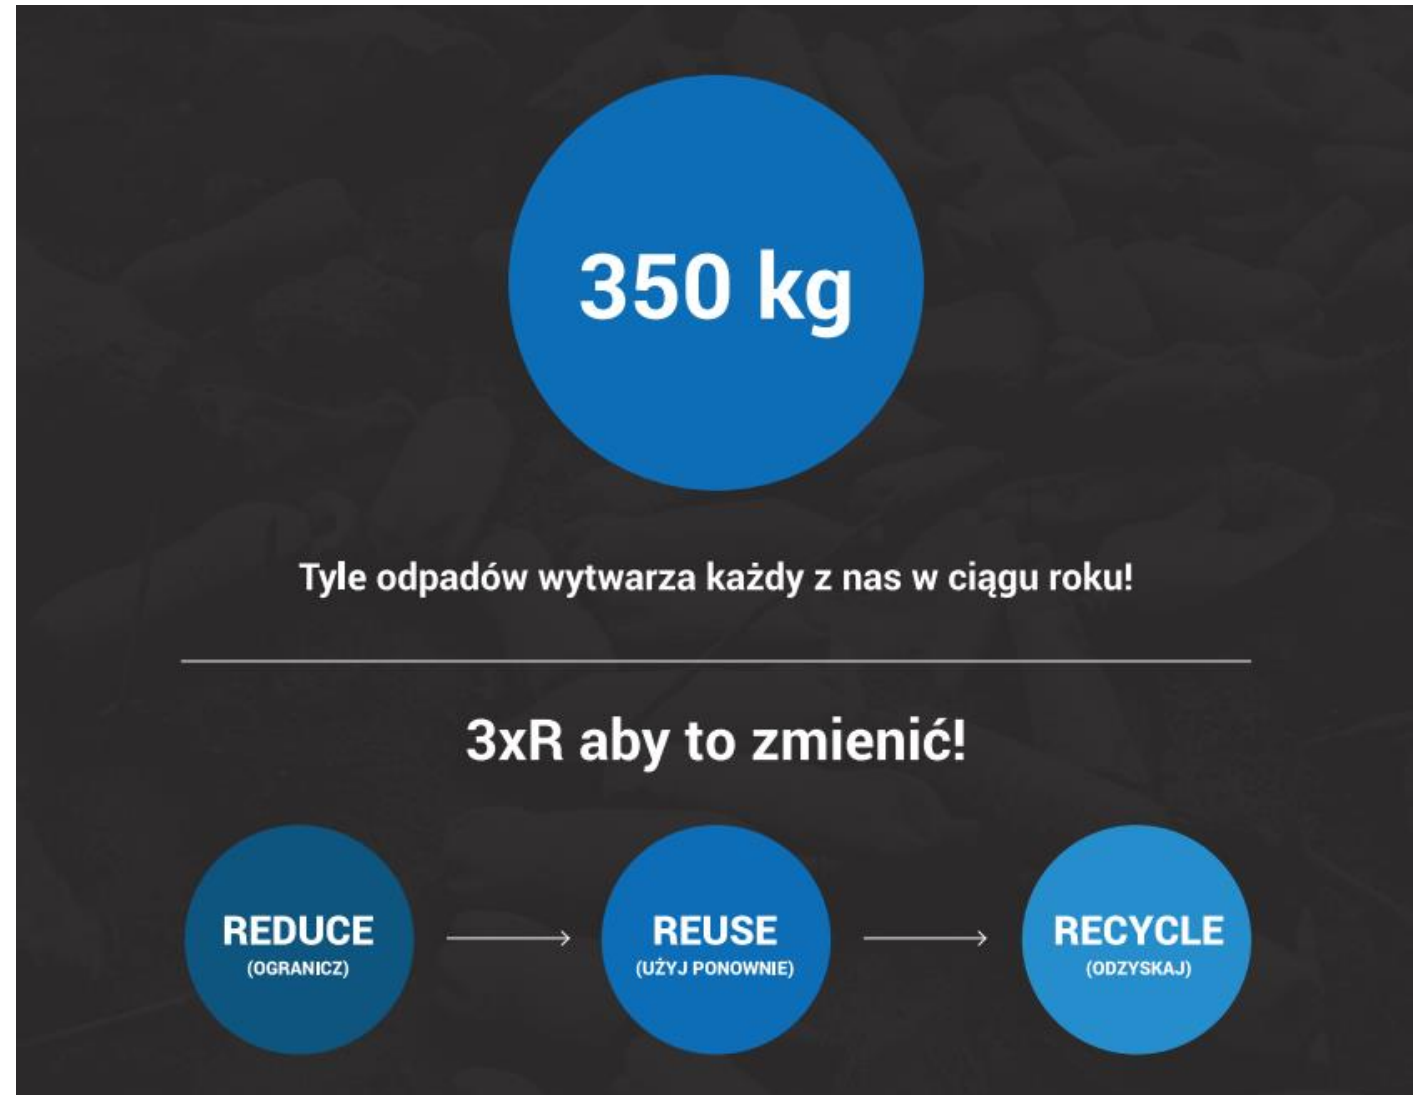 350 kg
Tyle odpadów wytwarza każdy z nas w ciągu roku!
3xR aby to zmienić!
REDUCE
(OGRANICZ)
REUSE
(UŻYJ PONOWNIE)
RECYCLE
(ODZYSKAJ)